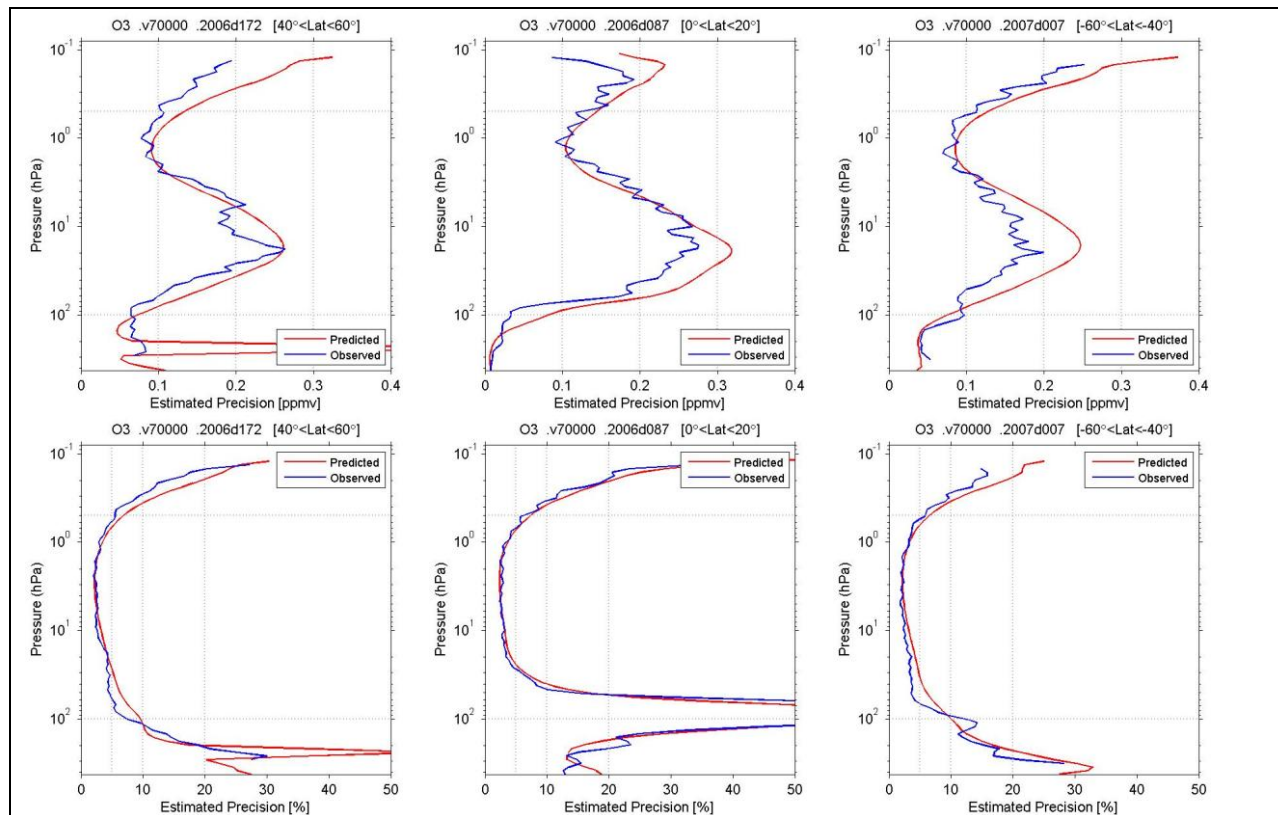 O3 .v70000 .2006d172 [40°<Lat<60°]
10⁻¹
10⁰
10¹
10²
Pressure (hPa)
Predicted
Observed
0 0.1 0.2 0.3 0.4
Estimated Precision [ppmv]
O3 .v70000 .2006d087 [0°<Lat<20°]
10⁻¹
10⁰
10¹
10²
Pressure (hPa)
Predicted
Observed
0 0.1 0.2 0.3 0.4
Estimated Precision [ppmv]
O3 .v70000 .2007d007 [-60°<Lat<-40°]
10⁻¹
10⁰
10¹
10²
Pressure (hPa)
Predicted
Observed
0 0.1 0.2 0.3 0.4
Estimated Precision [ppmv]
O3 .v70000 .2006d172 [40°<Lat<60°]
10⁻¹
10⁰
10¹
10²
Pressure (hPa)
Predicted
Observed
0 10 20 30 40 50
Estimated Precision [%]
O3 .v70000 .2006d087 [0°<Lat<20°]
10⁻¹
10⁰
10¹
10²
Pressure (hPa)
Predicted
Observed
0 10 20 30 40 50
Estimated Precision [%]
O3 .v70000 .2007d007 [-60°<Lat<-40°]
10⁻¹
10⁰
10¹
10²
Pressure (hPa)
Predicted
Observed
0 10 20 30 40 50
Estimated Precision [%]